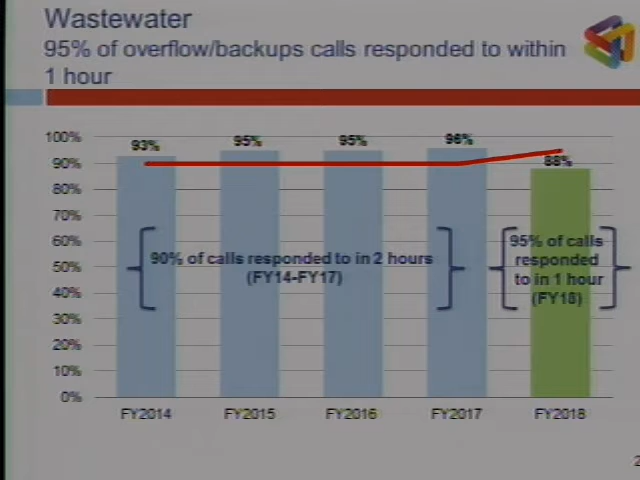 Wastewater
95% of overflow/backups calls responded to within
1 hour
100%
90%
80%
70%
60%
50%
40%
30%
20%
10%
0%
93%
95%
95%
96%
88%
90% of calls responded to in 2 hours
(FY14-FY17)
95% of calls
responded
to in 1 hour
(FY18)
FY2014
FY2015
FY2016
FY2017
FY2018
2